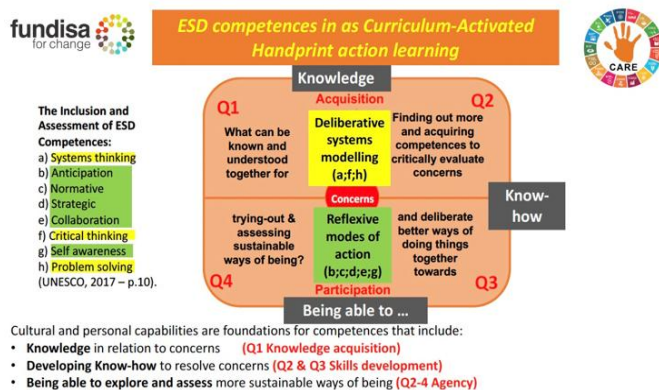 fundisa
for change
ESD competences in as Curriculum-Activated
Handprint action learning
CARE
The Inclusion and
Assessment of ESD
Competences:
a) Systems thinking
b) Anticipation
c) Normative
d) Strategic
e) Collaboration
f) Critical thinking
g) Self awareness
h) Problem solving
(UNESCO, 2017 – p.10).
Knowledge
Acquisition
Q1
What can be
known and
understood
together for
Deliberative
systems
modelling
(a;f;h)
Q2
Finding out more
and acquiring
competences to
critically evaluate
concerns
Concerns
Know-
how
trying-out &
assessing
sustainable
ways of being?
Q4
Reflexive
modes of
action
(b;c;d;e;g)
and deliberate
better ways of
doing things
together
towards
Q3
Participation
Being able to …
Cultural and personal capabilities are foundations for competences that include:
• Knowledge in relation to concerns (Q1 Knowledge acquisition)
• Developing Know-how to resolve concerns (Q2 & Q3 Skills development)
• Being able to explore and assess more sustainable ways of being (Q2-4 Agency)